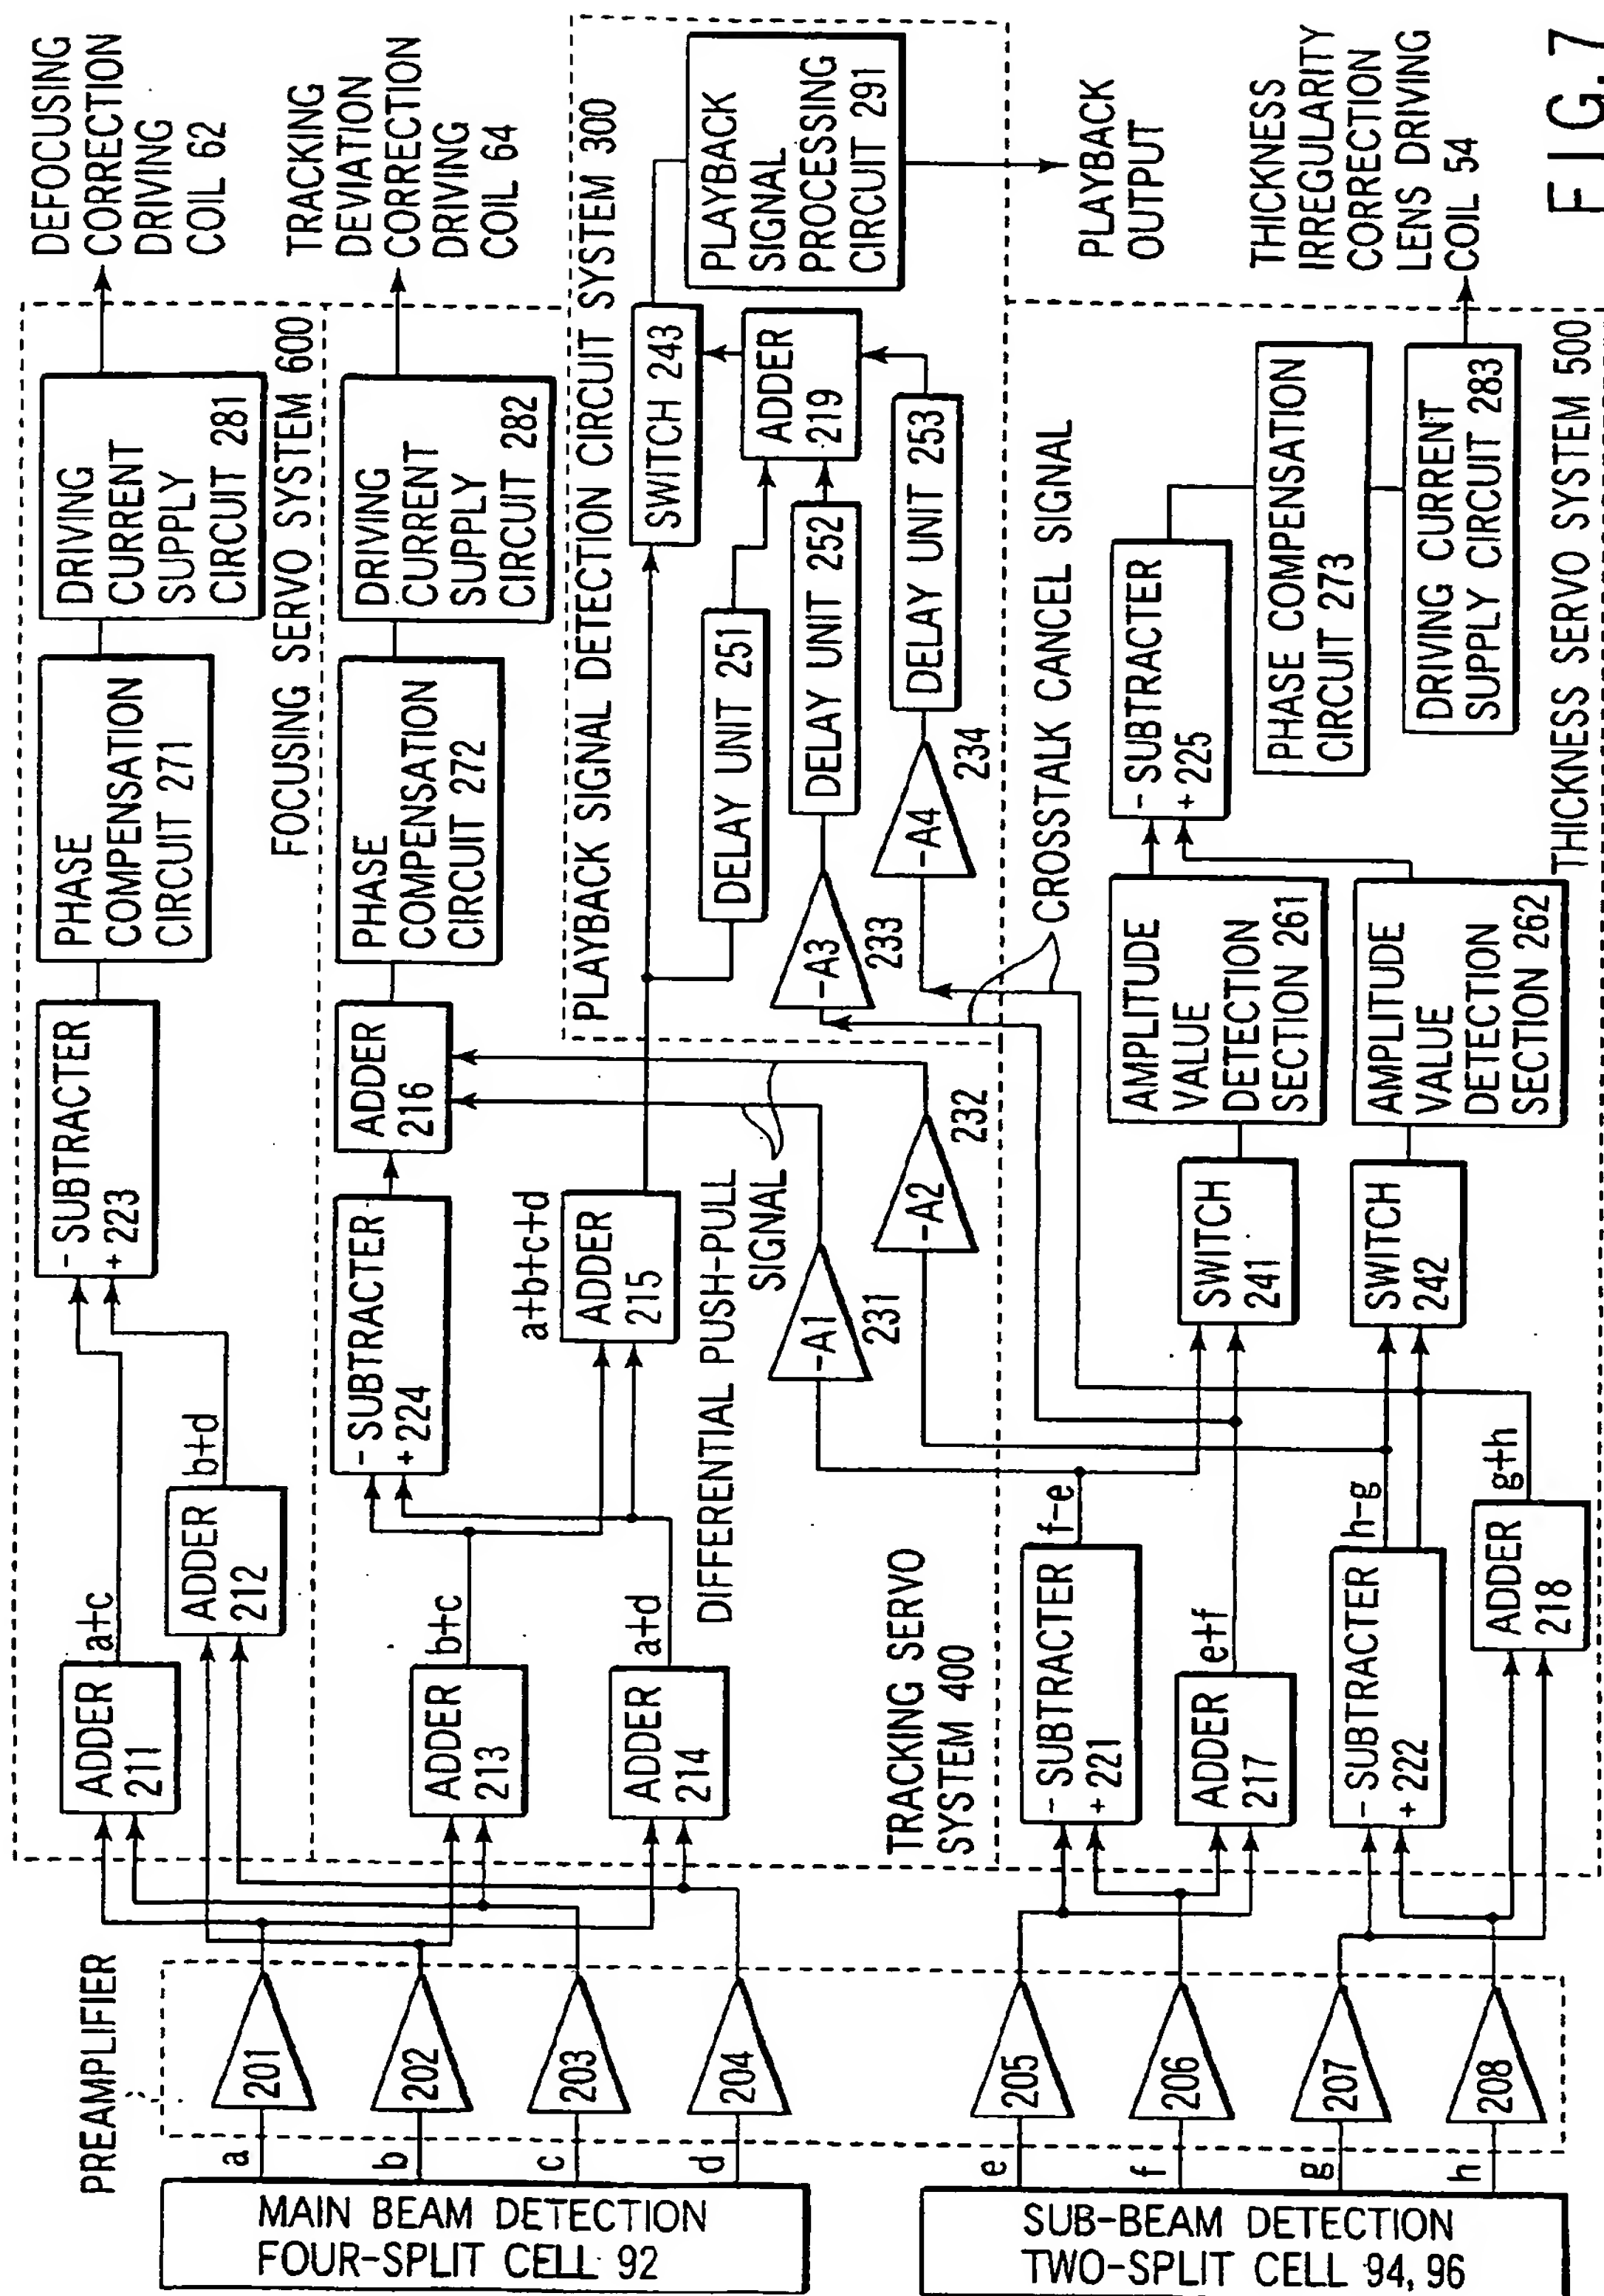 DEFOCUSING
CORRECTION
DRIVING
COIL 62
TRACKING
DEVIATION
CORRECTION
DRIVING
COIL 64
DRIVING
CURRENT
SUPPLY
CIRCUIT 281
PHASE
COMPENSATION
CIRCUIT 271
FOCUSING SERVO SYSTEM 600
- SUBTRACTER
+ 223
a+c
b+d
ADDER
211
ADDER
212
DRIVING
CURRENT
SUPPLY
CIRCUIT 282
PHASE
COMPENSATION
CIRCUIT 272
ADDER
216
- SUBTRACTER
+ 224
b+c
a+d
ADDER
213
ADDER
214
a+b+c+d
ADDER
215
DIFFERENTIAL PUSH-PULL
SIGNAL
-A1
231
-A2
232
TRACKING SERVO
SYSTEM 400
PLAYBACK SIGNAL DETECTION CIRCUIT SYSTEM 300
PLAYBACK
SIGNAL
PROCESSING
CIRCUIT 291
SWITCH 243
ADDER
219
DELAY UNIT 251
DELAY UNIT 252
DELAY UNIT 253
-A3
233
-A4
234
PLAYBACK
OUTPUT
CROSSTALK CANCEL SIGNAL
THICKNESS
IRREGULARITY
CORRECTION
LENS DRIVING
COIL 54
- SUBTRACTER
+ 225
PHASE COMPENSATION
CIRCUIT 273
DRIVING CURRENT
SUPPLY CIRCUIT 283
THICKNESS SERVO SYSTEM 500
AMPLITUDE
VALUE
DETECTION
SECTION 261
AMPLITUDE
VALUE
DETECTION
SECTION 262
SWITCH
241
SWITCH
242
f-e
e+f
h-g
g+h
- SUBTRACTER
+ 221
ADDER
217
- SUBTRACTER
+ 222
ADDER
218
PREAMPLIFIER
201
202
203
204
205
206
207
208
a
b
c
d
e
f
g
h
MAIN BEAM DETECTION
FOUR-SPLIT CELL 92
SUB-BEAM DETECTION
TWO-SPLIT CELL 94, 96
FIG. 7